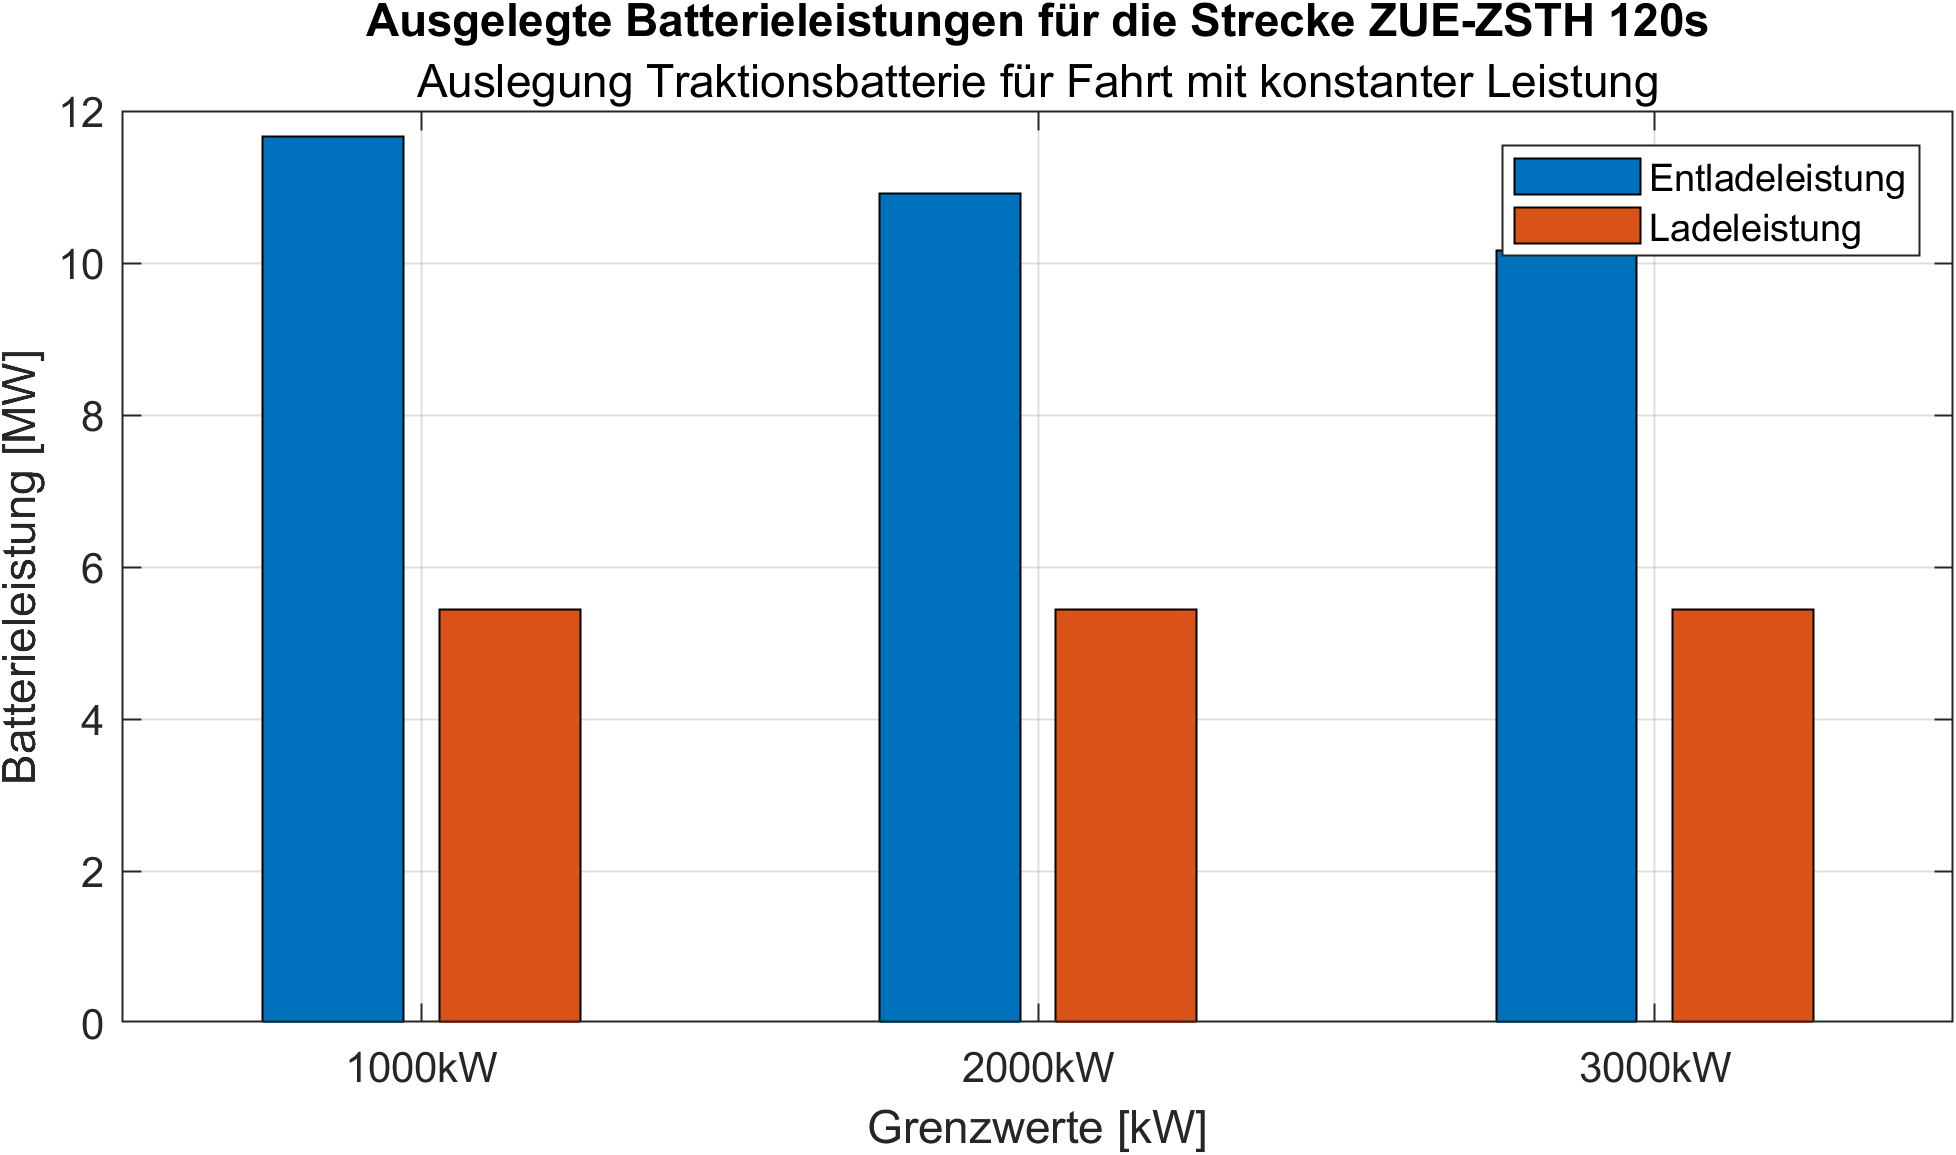 Ausgelegte Batterieleistungen für die Strecke ZUE-ZSTH 120s
Auslegung Traktionsbatterie für Fahrt mit konstanter Leistung
Batterieleistung [MW]
12
10
8
6
4
2
0
Entladeleistung
Ladeleistung
1000kW
2000kW
3000kW
Grenzwerte [kW]